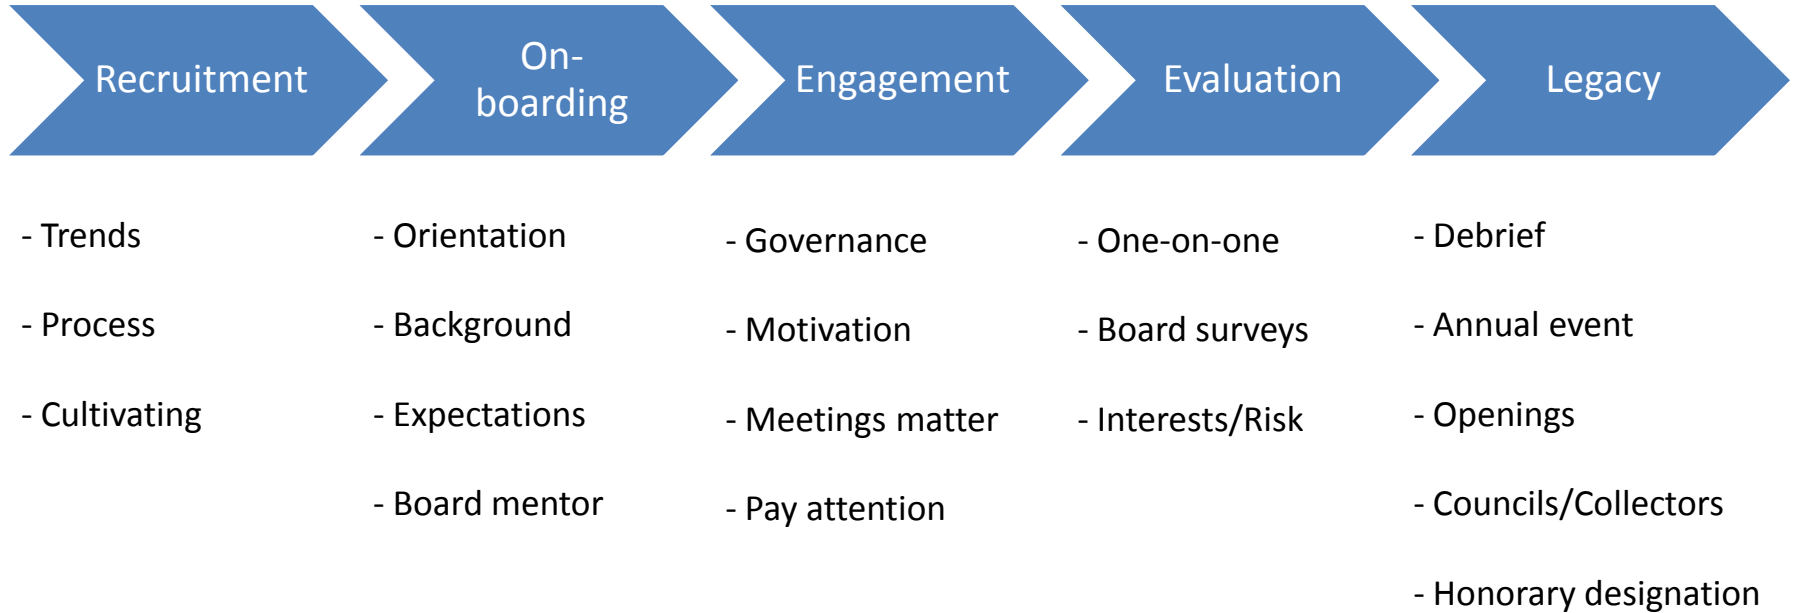 Recruitment
On-
boarding
Engagement
Evaluation
Legacy
- Trends
- Process
- Cultivating
- Orientation
- Background
- Expectations
- Board mentor
- Governance
- Motivation
- Meetings matter
- Pay attention
- One-on-one
- Board surveys
- Interests/Risk
- Debrief
- Annual event
- Openings
- Councils/Collectors
- Honorary designation